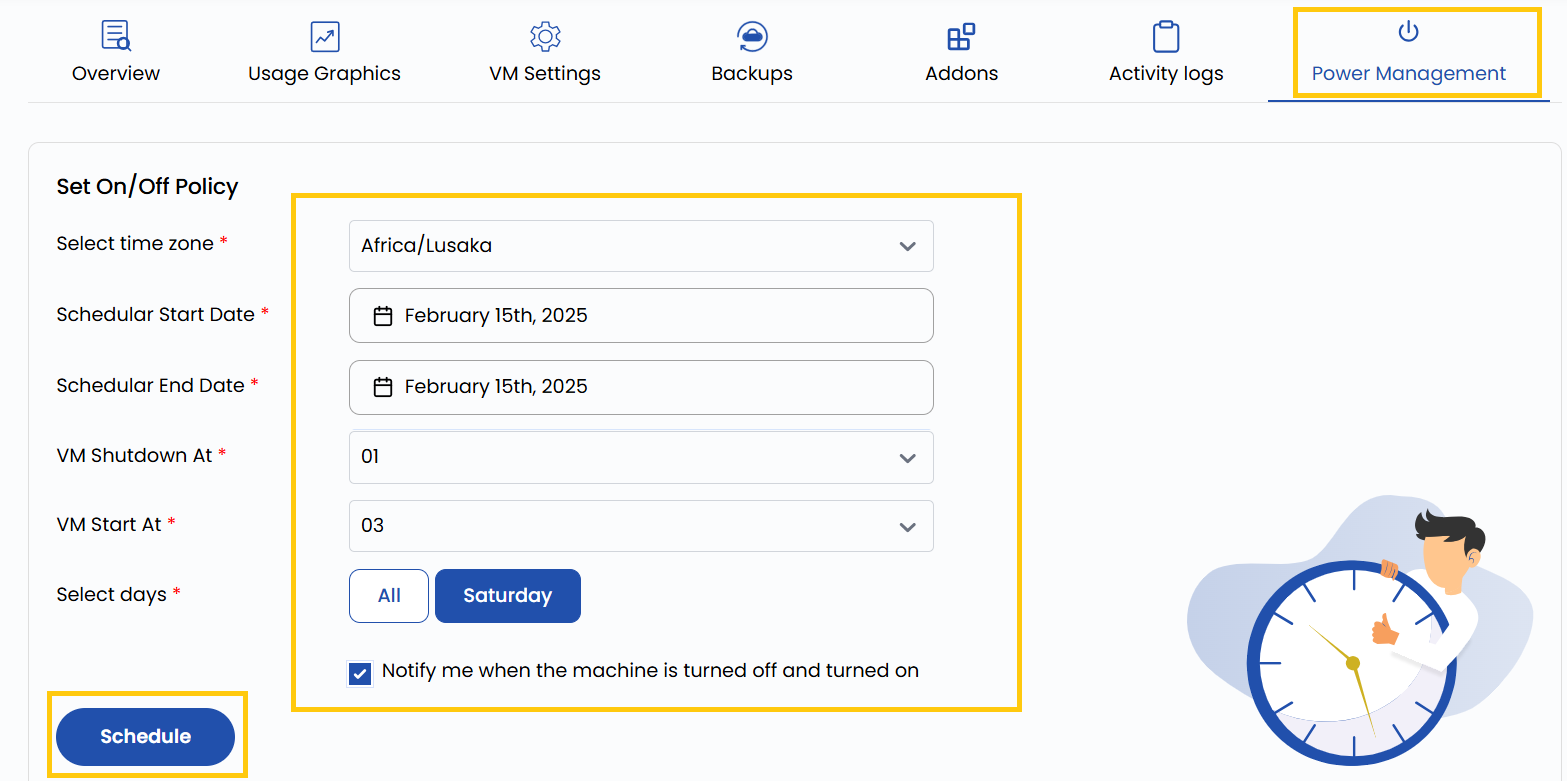 Overview
Usage Graphics
VM Settings
Backups
Addons
Activity logs
Power Management
Set On/Off Policy
Select time zone *
Africa/Lusaka
Schedular Start Date *
February 15th, 2025
Schedular End Date *
February 15th, 2025
VM Shutdown At *
01
VM Start At *
03
Select days *
All
Saturday
Notify me when the machine is turned off and turned on
Schedule